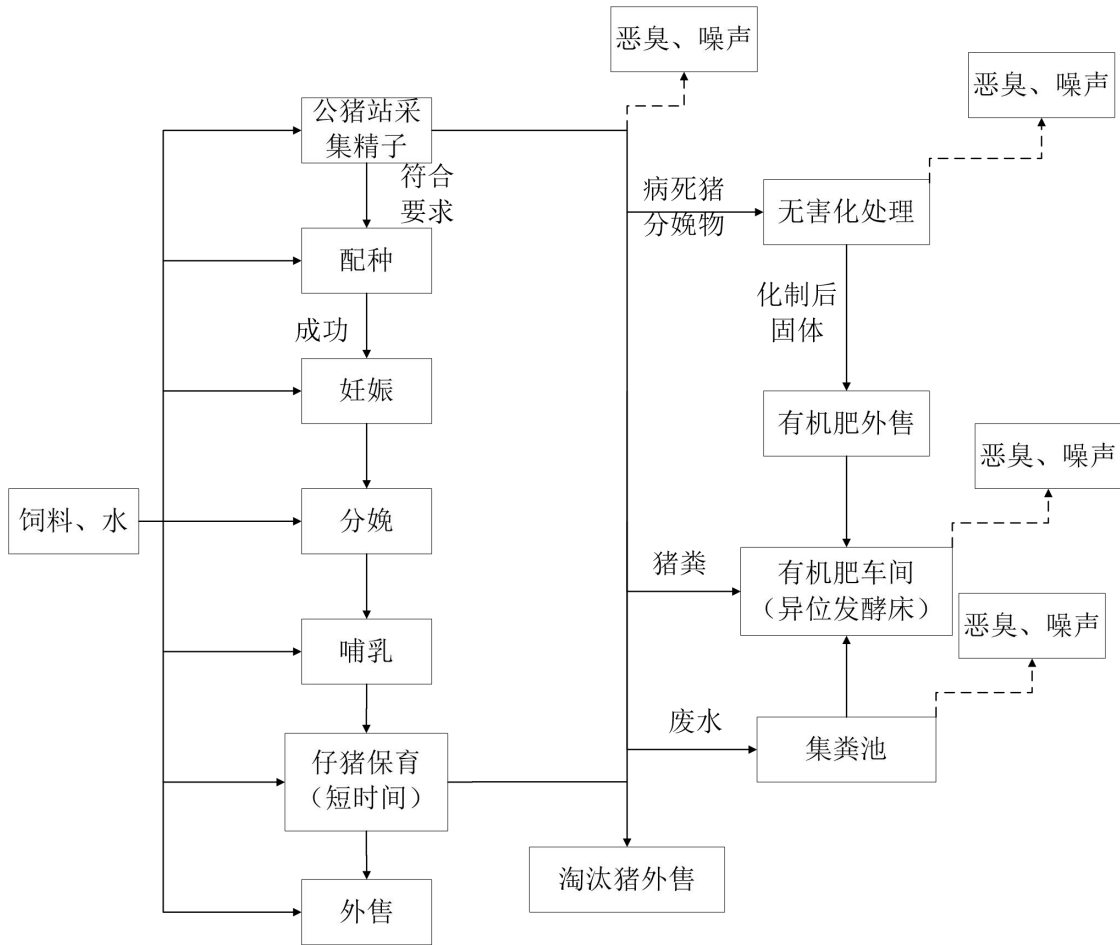 恶臭、噪声
恶臭、噪声
公猪站采
集精子
符合
要求
病死猪
分娩物
无害化处理
配种
化制后
固体
成功
妊娠
有机肥外售
恶臭、噪声
饲料、水
分娩
猪粪
有机肥车间
（异位发酵床）
恶臭、噪声
哺乳
废水
集粪池
仔猪保育
（短时间）
淘汰猪外售
外售